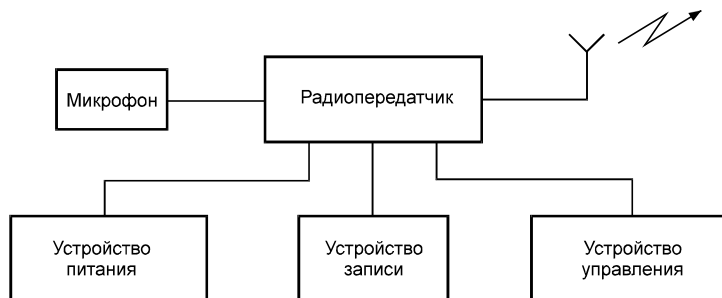 Микрофон
Радиопередатчик
Устройство
питания
Устройство
записи
Устройство
управления